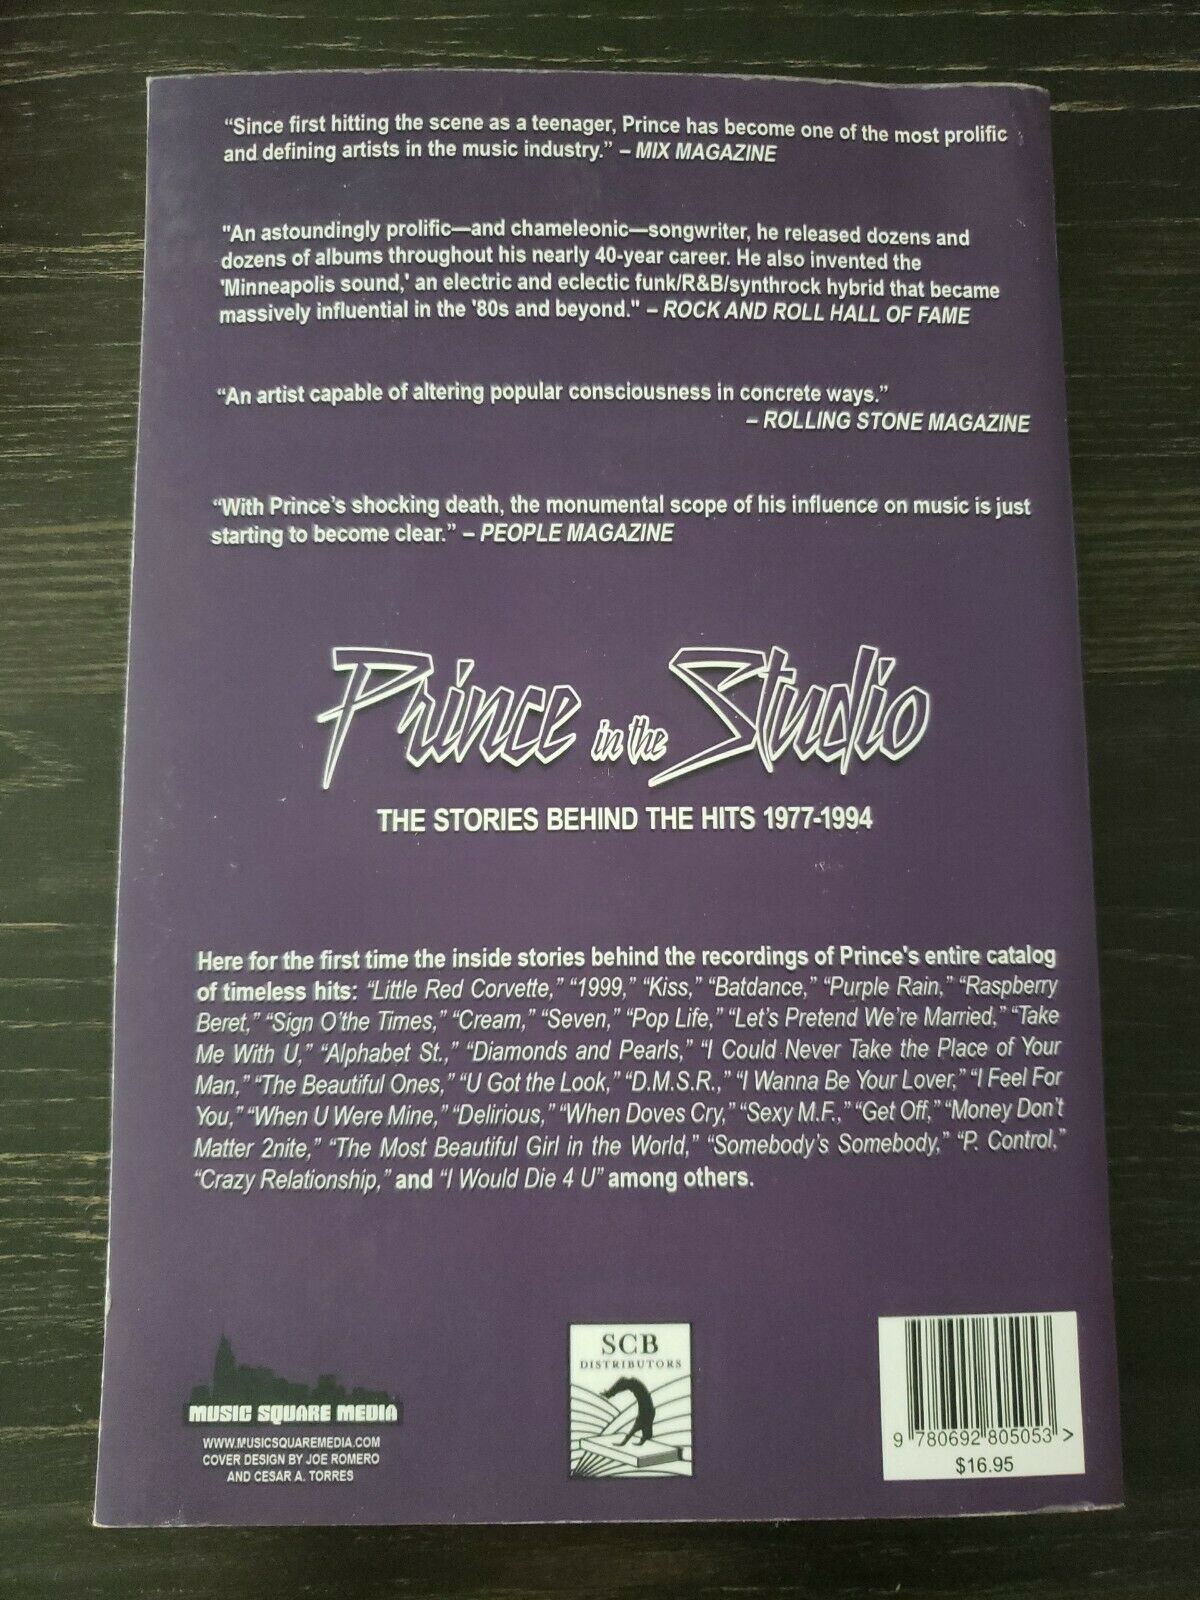 “Since first hitting the scene as a teenager, Prince has become one of the most prolific
and defining artists in the music industry.” – MIX MAGAZINE
"An astoundingly prolific—and chameleonic—songwriter, he released dozens and
dozens of albums throughout his nearly 40-year career. He also invented the
'Minneapolis sound,' an electric and eclectic funk/R&B/synthrock hybrid that became
massively influential in the '80s and beyond." – ROCK AND ROLL HALL OF FAME
“An artist capable of altering popular consciousness in concrete ways.”
– ROLLING STONE MAGAZINE
“With Prince’s shocking death, the monumental scope of his influence on music is just
starting to become clear.” – PEOPLE MAGAZINE
Prince in the Studio
THE STORIES BEHIND THE HITS 1977-1994
Here for the first time the inside stories behind the recordings of Prince's entire catalog
of timeless hits: “Little Red Corvette,” “1999,” “Kiss,” “Batdance,” “Purple Rain,” “Raspberry
Beret,” “Sign O’the Times,” “Cream,” “Seven,” “Pop Life,” “Let’s Pretend We’re Married,” “Take
Me With U,” “Alphabet St.,” “Diamonds and Pearls,” “I Could Never Take the Place of Your
Man,” “The Beautiful Ones,” “U Got the Look,” “D.M.S.R.,” “I Wanna Be Your Lover,” “I Feel For
You,” “When U Were Mine,” “Delirious,” “When Doves Cry,” “Sexy M.F.,” “Get Off,” “Money Don’t
Matter 2nite,” “The Most Beautiful Girl in the World,” “Somebody’s Somebody,” “P. Control,”
“Crazy Relationship,” and “I Would Die 4 U” among others.
MUSIC SQUARE MEDIA
WWW.MUSICSQUAREMEDIA.COM
COVER DESIGN BY JOE ROMERO
AND CESAR A. TORRES
SCB
DISTRIBUTORS
9 780692 805053 >
$16.95